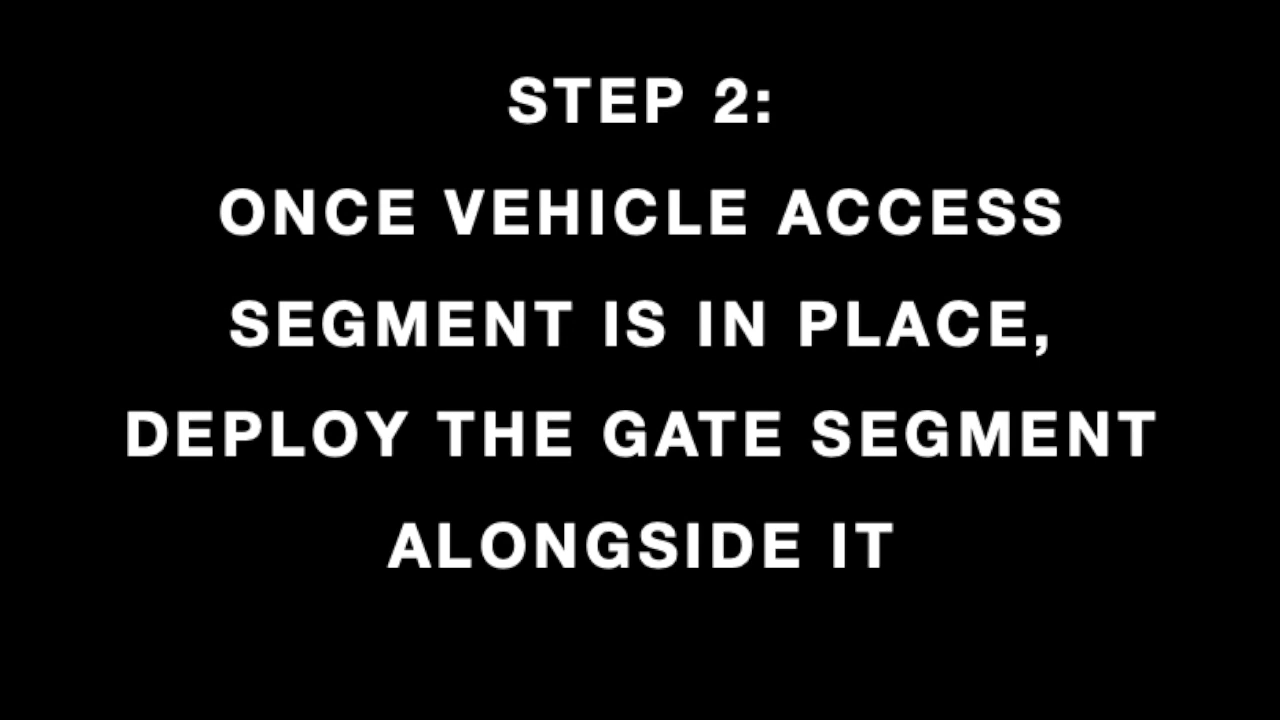 STEP 2:
ONCE VEHICLE ACCESS
SEGMENT IS IN PLACE,
DEPLOY THE GATE SEGMENT
ALONGSIDE IT